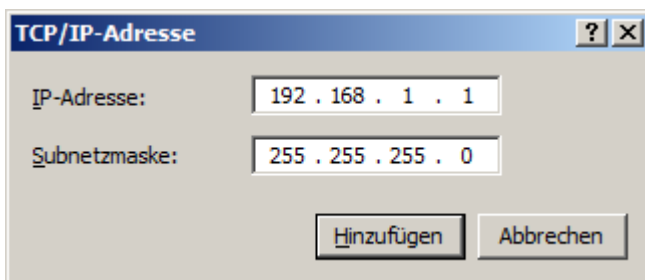 TCP/IP-Adresse
IP-Adresse: 192 . 168 . 1 . 1
Subnetzmaske: 255 . 255 . 255 . 0
Hinzufügen Abbrechen